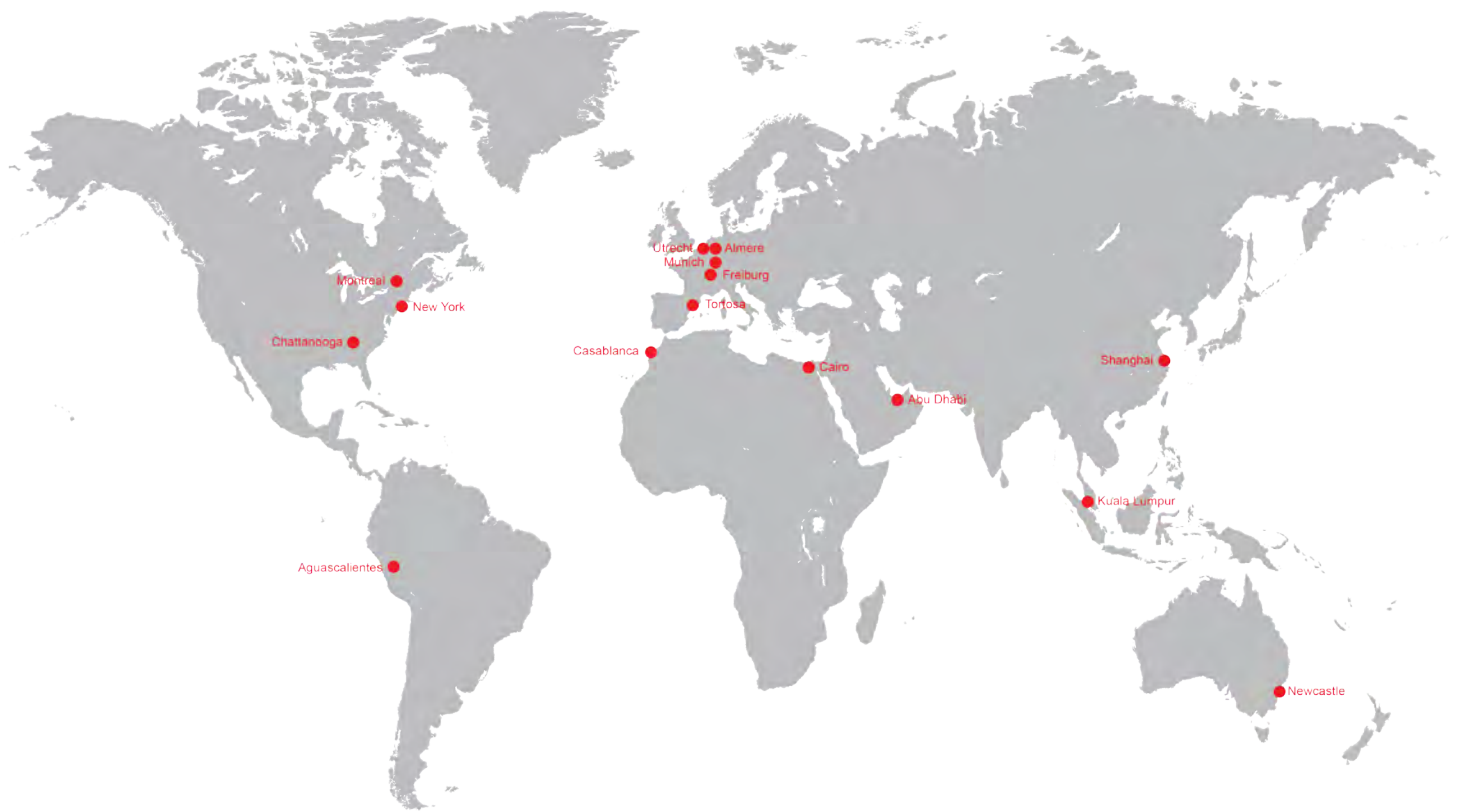 Utrecht
Almere
Munich
Freiburg
Montreal
New York
Tortosa
Chattanooga
Casablanca
Cairo
Shanghai
Abu Dhabi
Kuala Lumpur
Aguascalientes
Newcastle